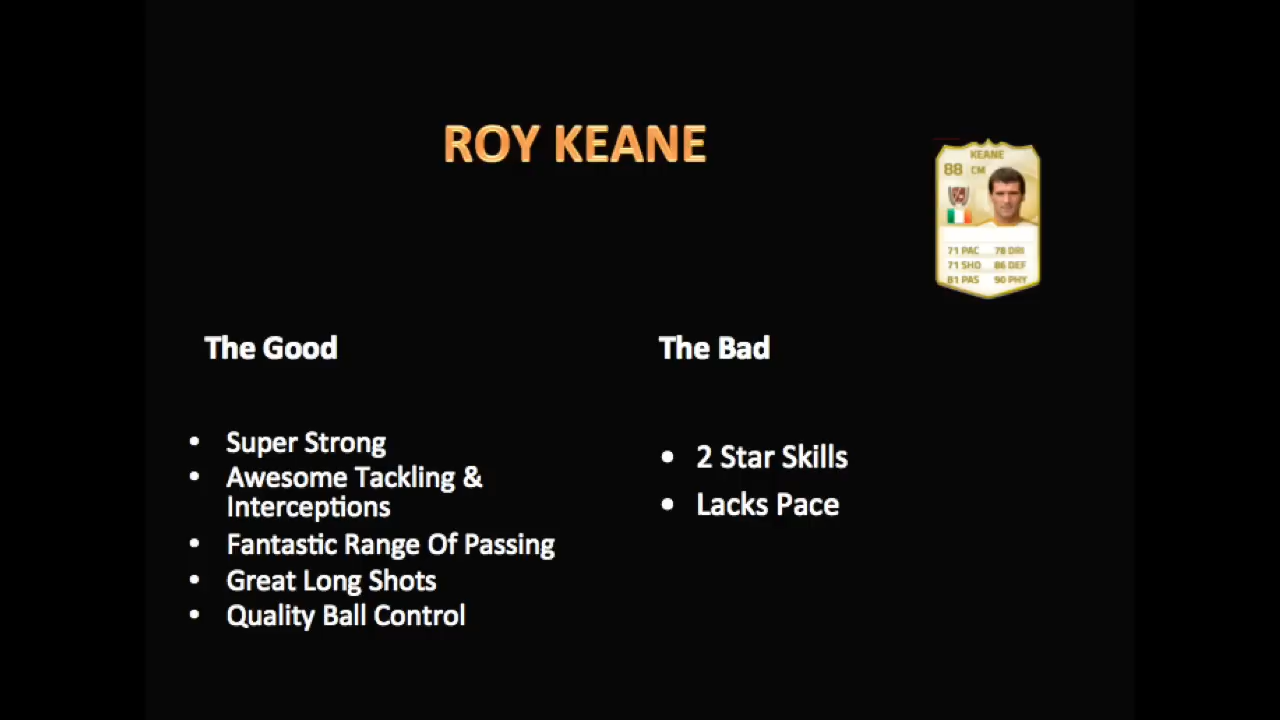 ROY KEANE
KEANE
88 CM
71 PAC 78 DRI
71 SHO 86 DEF
81 PAS 90 PHY
The Good
• Super Strong
• Awesome Tackling &
Interceptions
• Fantastic Range Of Passing
• Great Long Shots
• Quality Ball Control
The Bad
• 2 Star Skills
• Lacks Pace